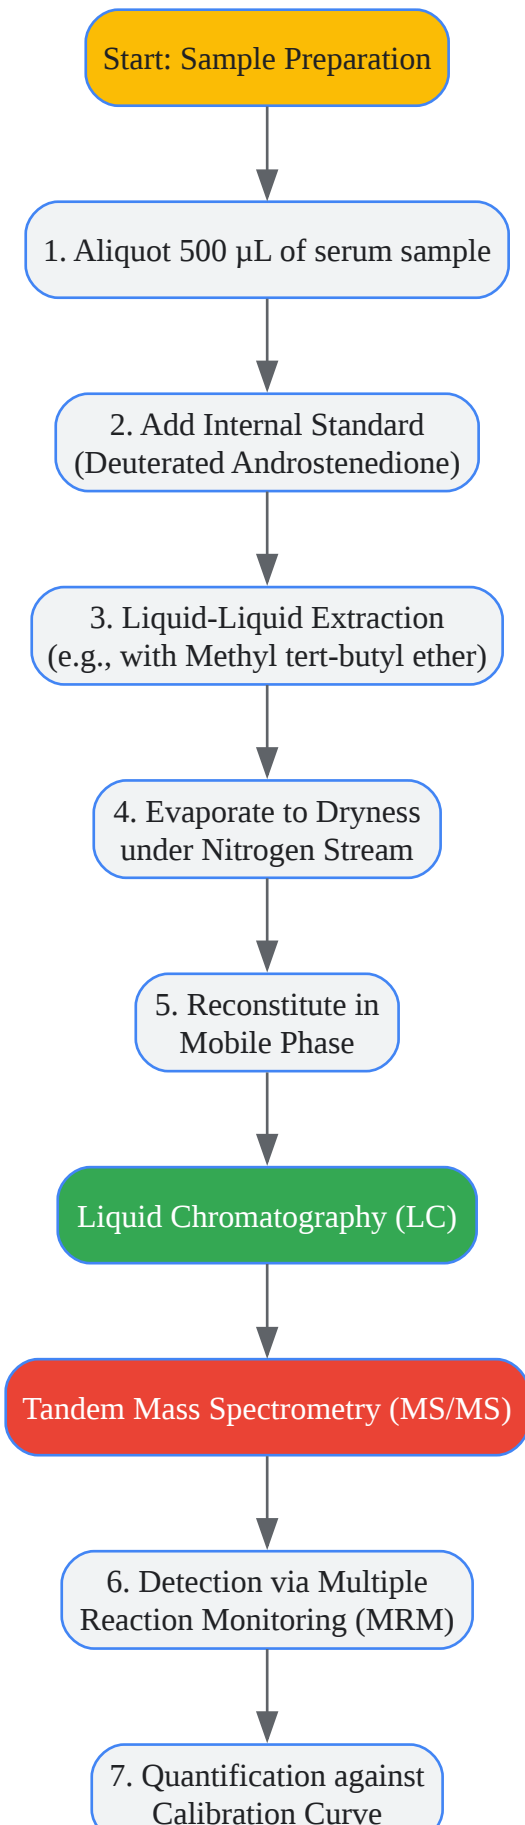 Start: Sample Preparation
1. Aliquot 500 µL of serum sample
2. Add Internal Standard
(Deuterated Androstenedione)
3. Liquid-Liquid Extraction
(e.g., with Methyl tert-butyl ether)
4. Evaporate to Dryness
under Nitrogen Stream
5. Reconstitute in
Mobile Phase
Liquid Chromatography (LC)
Tandem Mass Spectrometry (MS/MS)
6. Detection via Multiple
Reaction Monitoring (MRM)
7. Quantification against
Calibration Curve